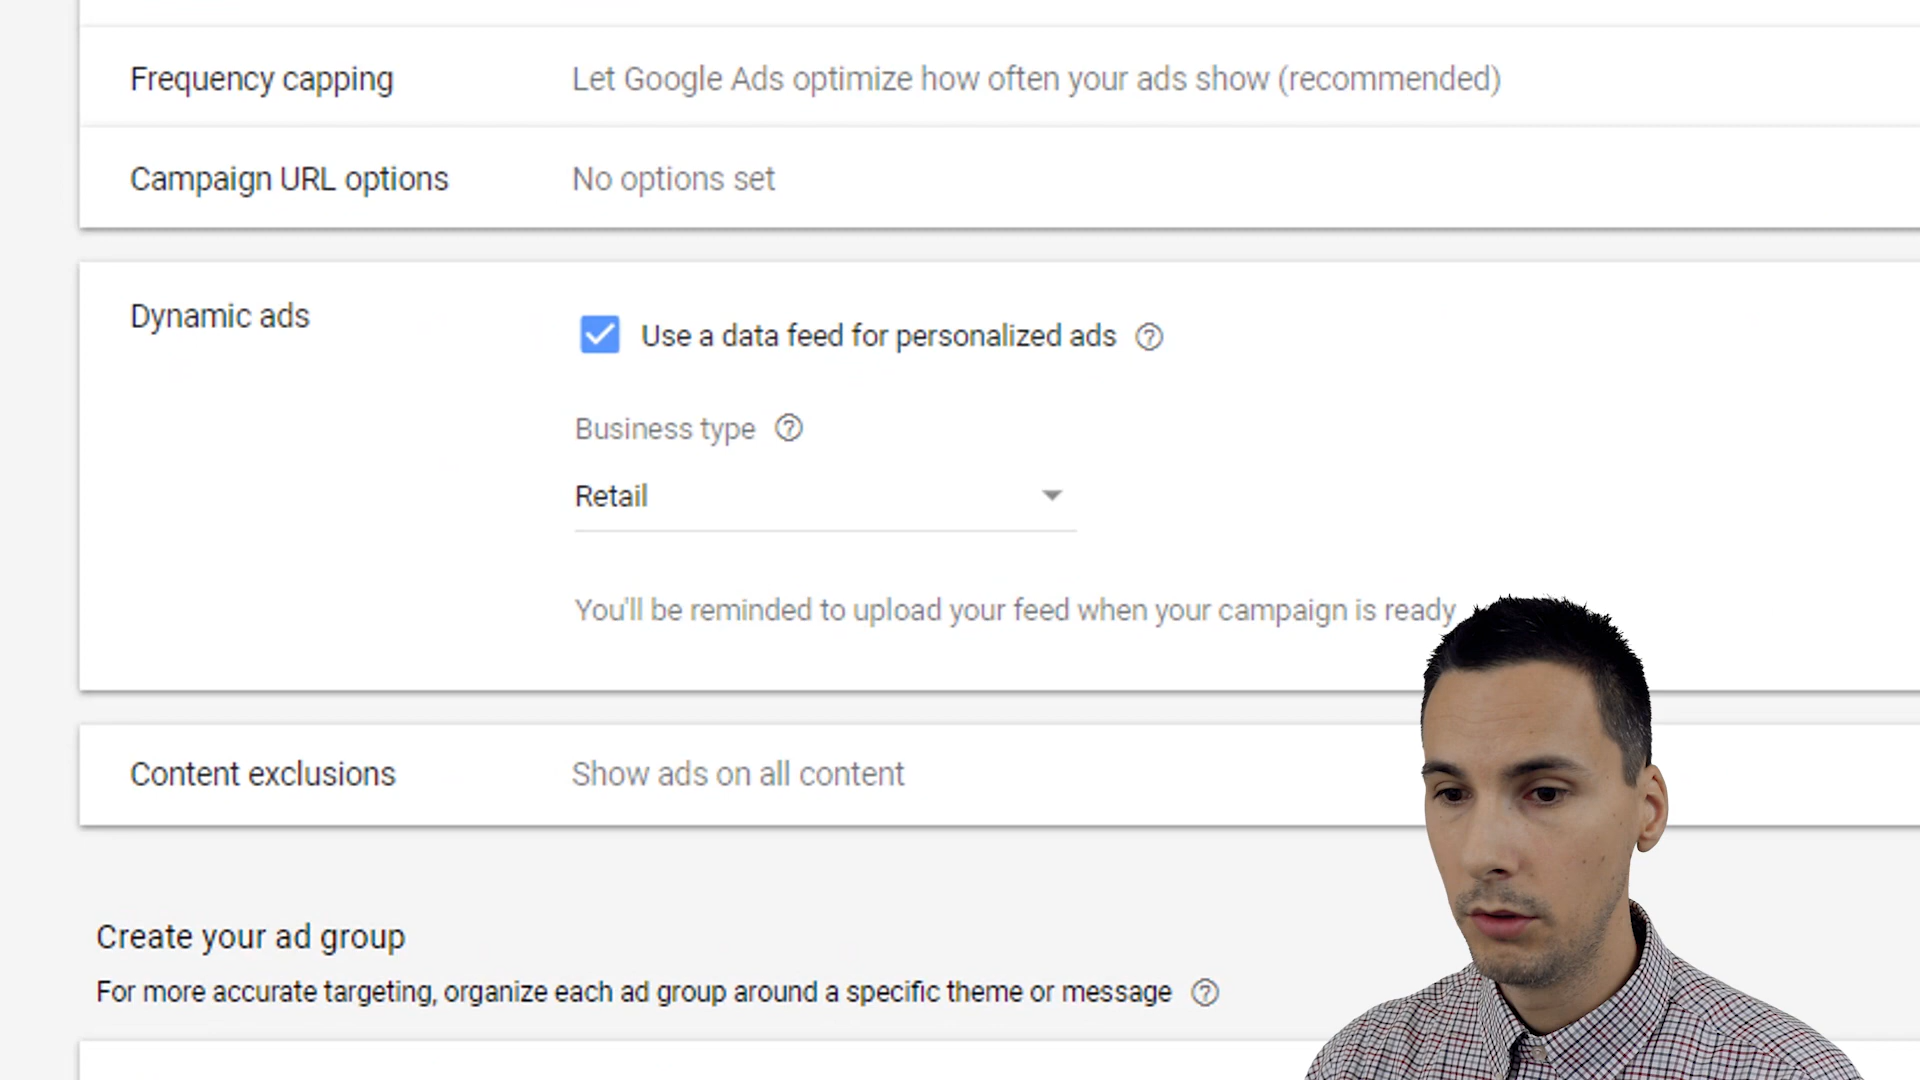 Frequency capping
Let Google Ads optimize how often your ads show (recommended)
Campaign URL options
No options set
Dynamic ads
Use a data feed for personalized ads
Business type
Retail
You'll be reminded to upload your feed when your campaign is ready
Content exclusions
Show ads on all content
Create your ad group
For more accurate targeting, organize each ad group around a specific theme or message